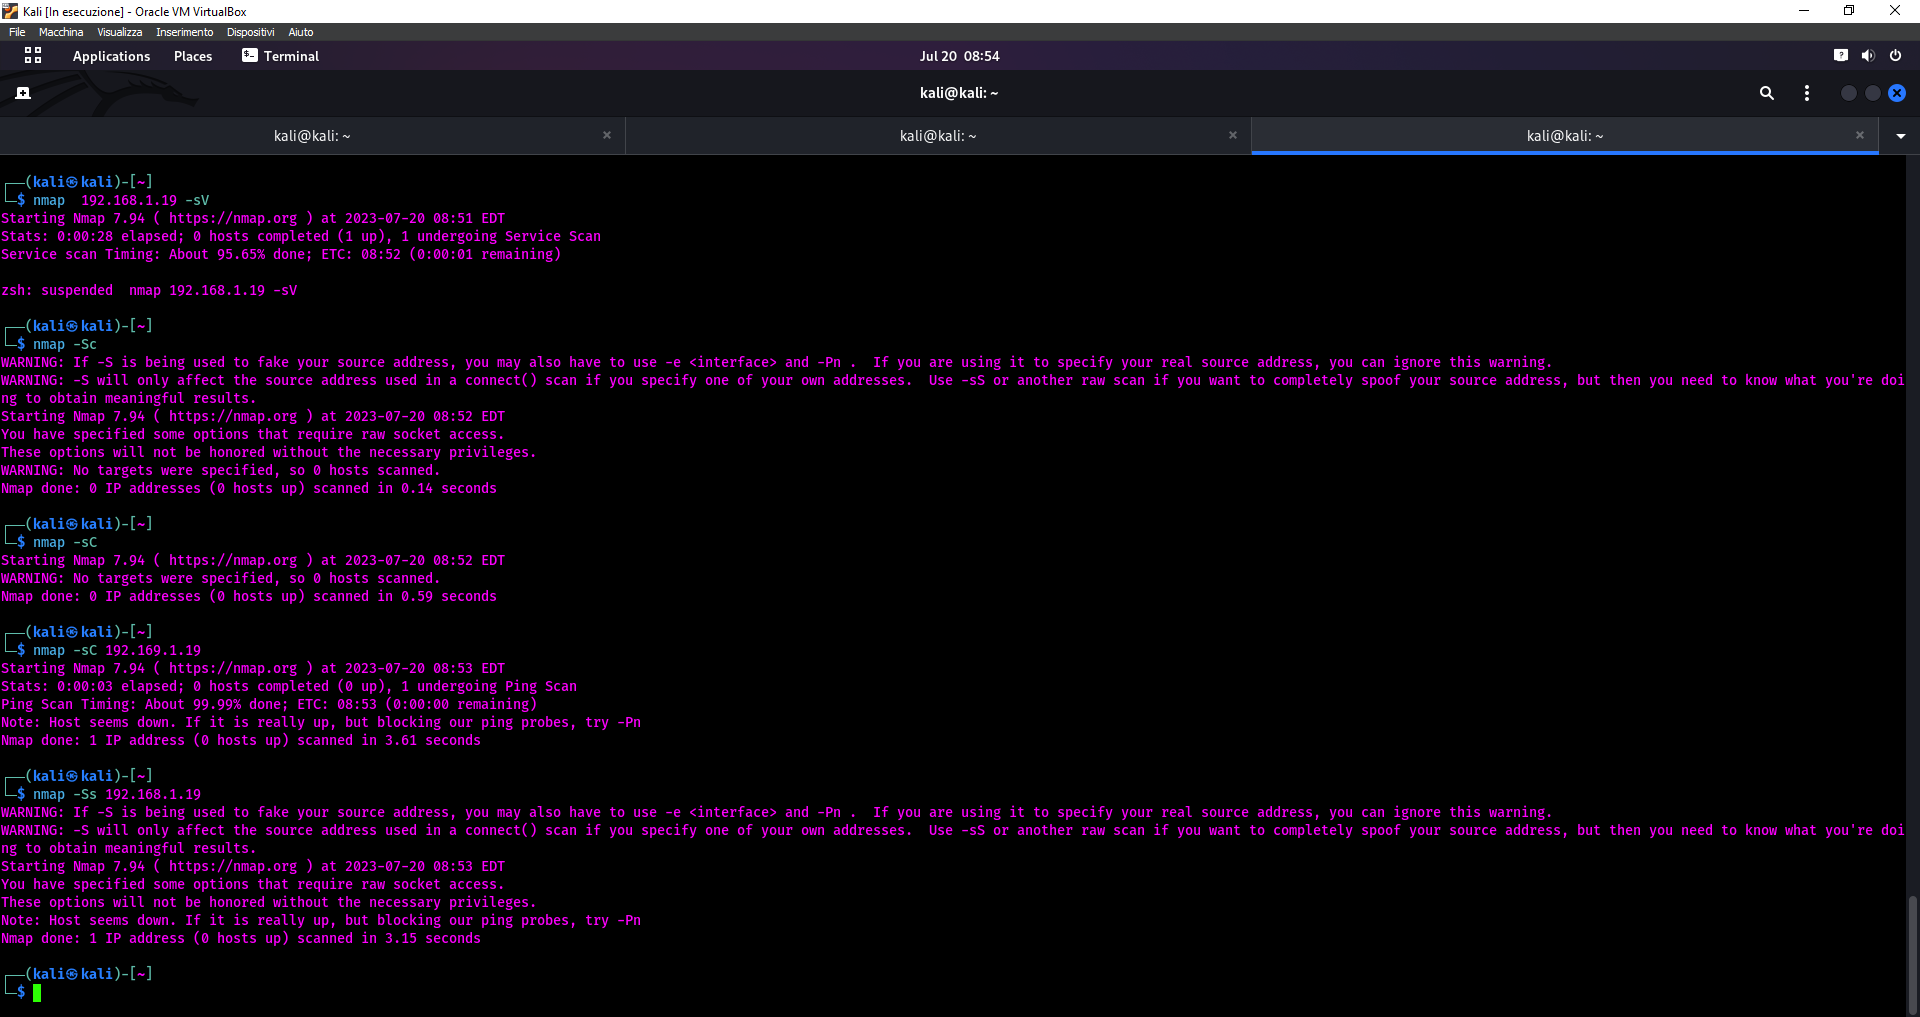 Kali [In esecuzione] - Oracle VM VirtualBox
File Macchina Visualizza Inserimento Dispositivi Aiuto
Applications Places Terminal Jul 20 08:54
kali@kali: ~
kali@kali: ~ kali@kali: ~ kali@kali: ~
┌──(kali㉿kali)-[~]
└─$ nmap  192.168.1.19 -sV
Starting Nmap 7.94 ( https://nmap.org ) at 2023-07-20 08:51 EDT
Stats: 0:00:28 elapsed; 0 hosts completed (1 up), 1 undergoing Service Scan
Service scan Timing: About 95.65% done; ETC: 08:52 (0:00:01 remaining)
zsh: suspended  nmap 192.168.1.19 -sV
┌──(kali㉿kali)-[~]
└─$ nmap -Sc
WARNING: If -S is being used to fake your source address, you may also have to use -e <interface> and -Pn .  If you are using it to specify your real source address, you can ignore this warning.
WARNING: -S will only affect the source address used in a connect() scan if you specify one of your own addresses.  Use -sS or another raw scan if you want to completely spoof your source address, but then you need to know what you're doi
ng to obtain meaningful results.
Starting Nmap 7.94 ( https://nmap.org ) at 2023-07-20 08:52 EDT
You have specified some options that require raw socket access.
These options will not be honored without the necessary privileges.
WARNING: No targets were specified, so 0 hosts scanned.
Nmap done: 0 IP addresses (0 hosts up) scanned in 0.14 seconds
┌──(kali㉿kali)-[~]
└─$ nmap -sC
Starting Nmap 7.94 ( https://nmap.org ) at 2023-07-20 08:52 EDT
WARNING: No targets were specified, so 0 hosts scanned.
Nmap done: 0 IP addresses (0 hosts up) scanned in 0.59 seconds
┌──(kali㉿kali)-[~]
└─$ nmap -sC 192.169.1.19
Starting Nmap 7.94 ( https://nmap.org ) at 2023-07-20 08:53 EDT
Stats: 0:00:03 elapsed; 0 hosts completed (0 up), 1 undergoing Ping Scan
Ping Scan Timing: About 99.99% done; ETC: 08:53 (0:00:00 remaining)
Note: Host seems down. If it is really up, but blocking our ping probes, try -Pn
Nmap done: 1 IP address (0 hosts up) scanned in 3.61 seconds
┌──(kali㉿kali)-[~]
└─$ nmap -Ss 192.168.1.19
WARNING: If -S is being used to fake your source address, you may also have to use -e <interface> and -Pn .  If you are using it to specify your real source address, you can ignore this warning.
WARNING: -S will only affect the source address used in a connect() scan if you specify one of your own addresses.  Use -sS or another raw scan if you want to completely spoof your source address, but then you need to know what you're doi
ng to obtain meaningful results.
Starting Nmap 7.94 ( https://nmap.org ) at 2023-07-20 08:53 EDT
You have specified some options that require raw socket access.
These options will not be honored without the necessary privileges.
Note: Host seems down. If it is really up, but blocking our ping probes, try -Pn
Nmap done: 1 IP address (0 hosts up) scanned in 3.15 seconds
┌──(kali㉿kali)-[~]
└─$